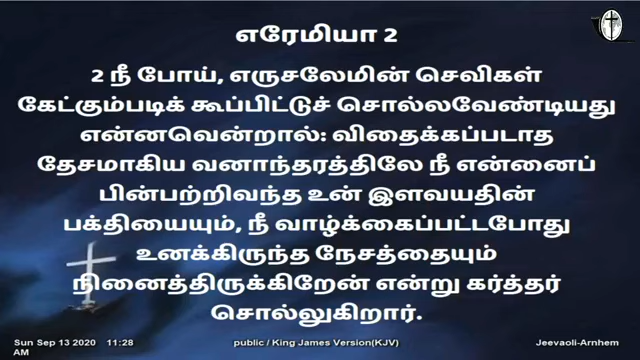 எரேமியா 2
2 நீ போய், எருசலேமின் செவிகள்
கேட்கும்படிக் கூப்பிட்டுச் சொல்லவேண்டியது
என்னவென்றால்: விதைக்கப்படாத
தேசமாகிய வனாந்தரத்திலே நீ என்னைப்
பின்பற்றிவந்த உன் இளவயதின்
பக்தியையும், நீ வாழ்க்கைப்பட்டபோது
உனக்கிருந்த நேசத்தையும்
நினைத்திருக்கிறேன் என்று கர்த்தர்
சொல்லுகிறார்.
Sun Sep 13 2020 11:28
AM
public / King James Version(KJV)
Jeevaoli-Arnhem